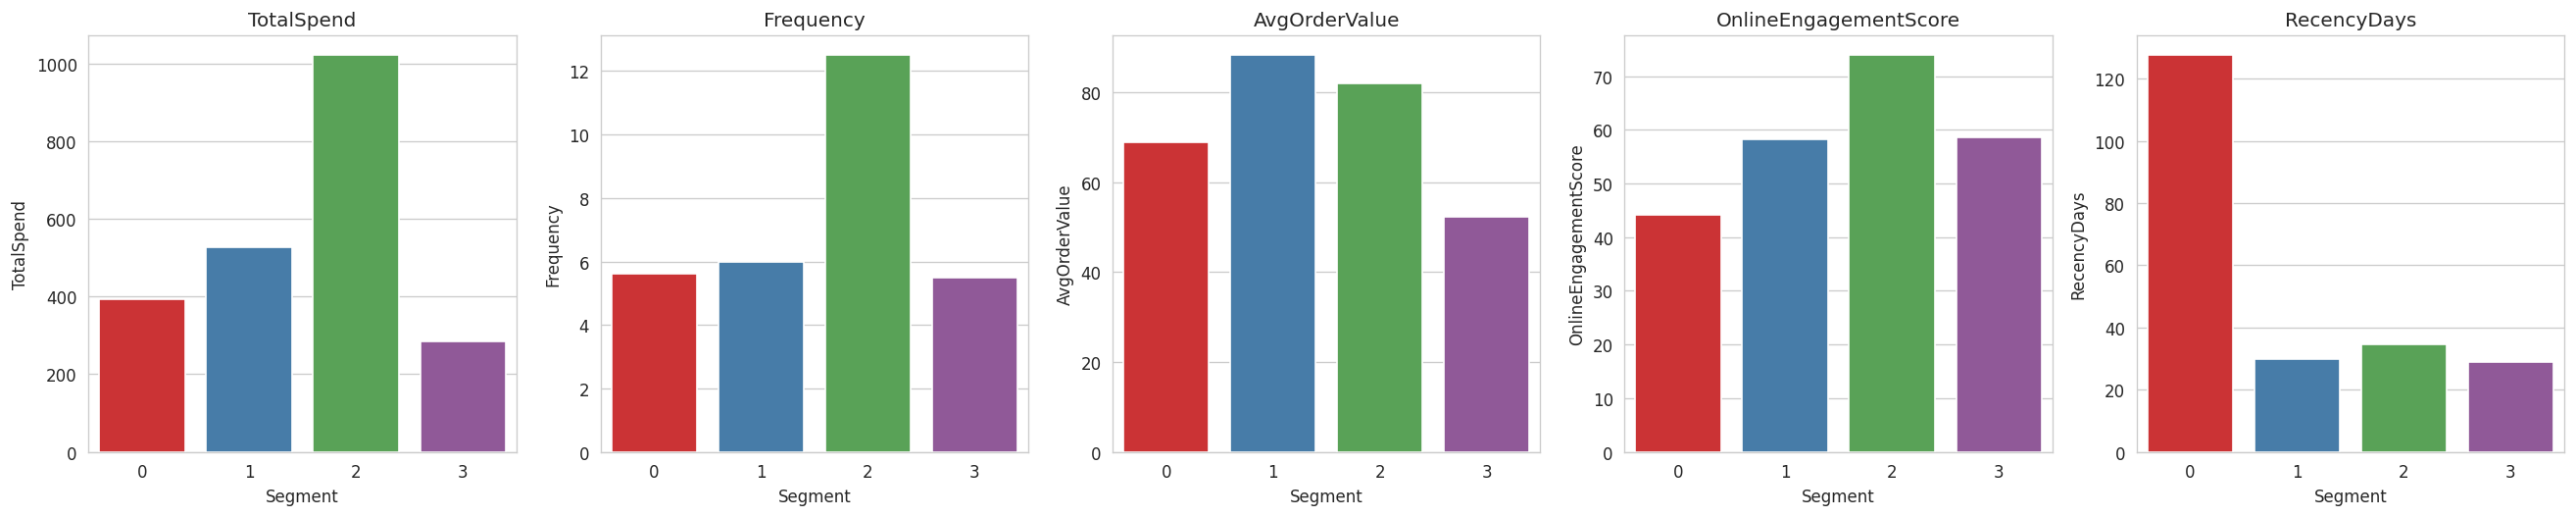 TotalSpend
TotalSpend
1000
800
600
400
200
0
0 1 2 3
Segment
Frequency
Frequency
12
10
8
6
4
2
0
0 1 2 3
Segment
AvgOrderValue
AvgOrderValue
80
60
40
20
0
0 1 2 3
Segment
OnlineEngagementScore
OnlineEngagementScore
70
60
50
40
30
20
10
0
0 1 2 3
Segment
RecencyDays
RecencyDays
120
100
80
60
40
20
0
0 1 2 3
Segment